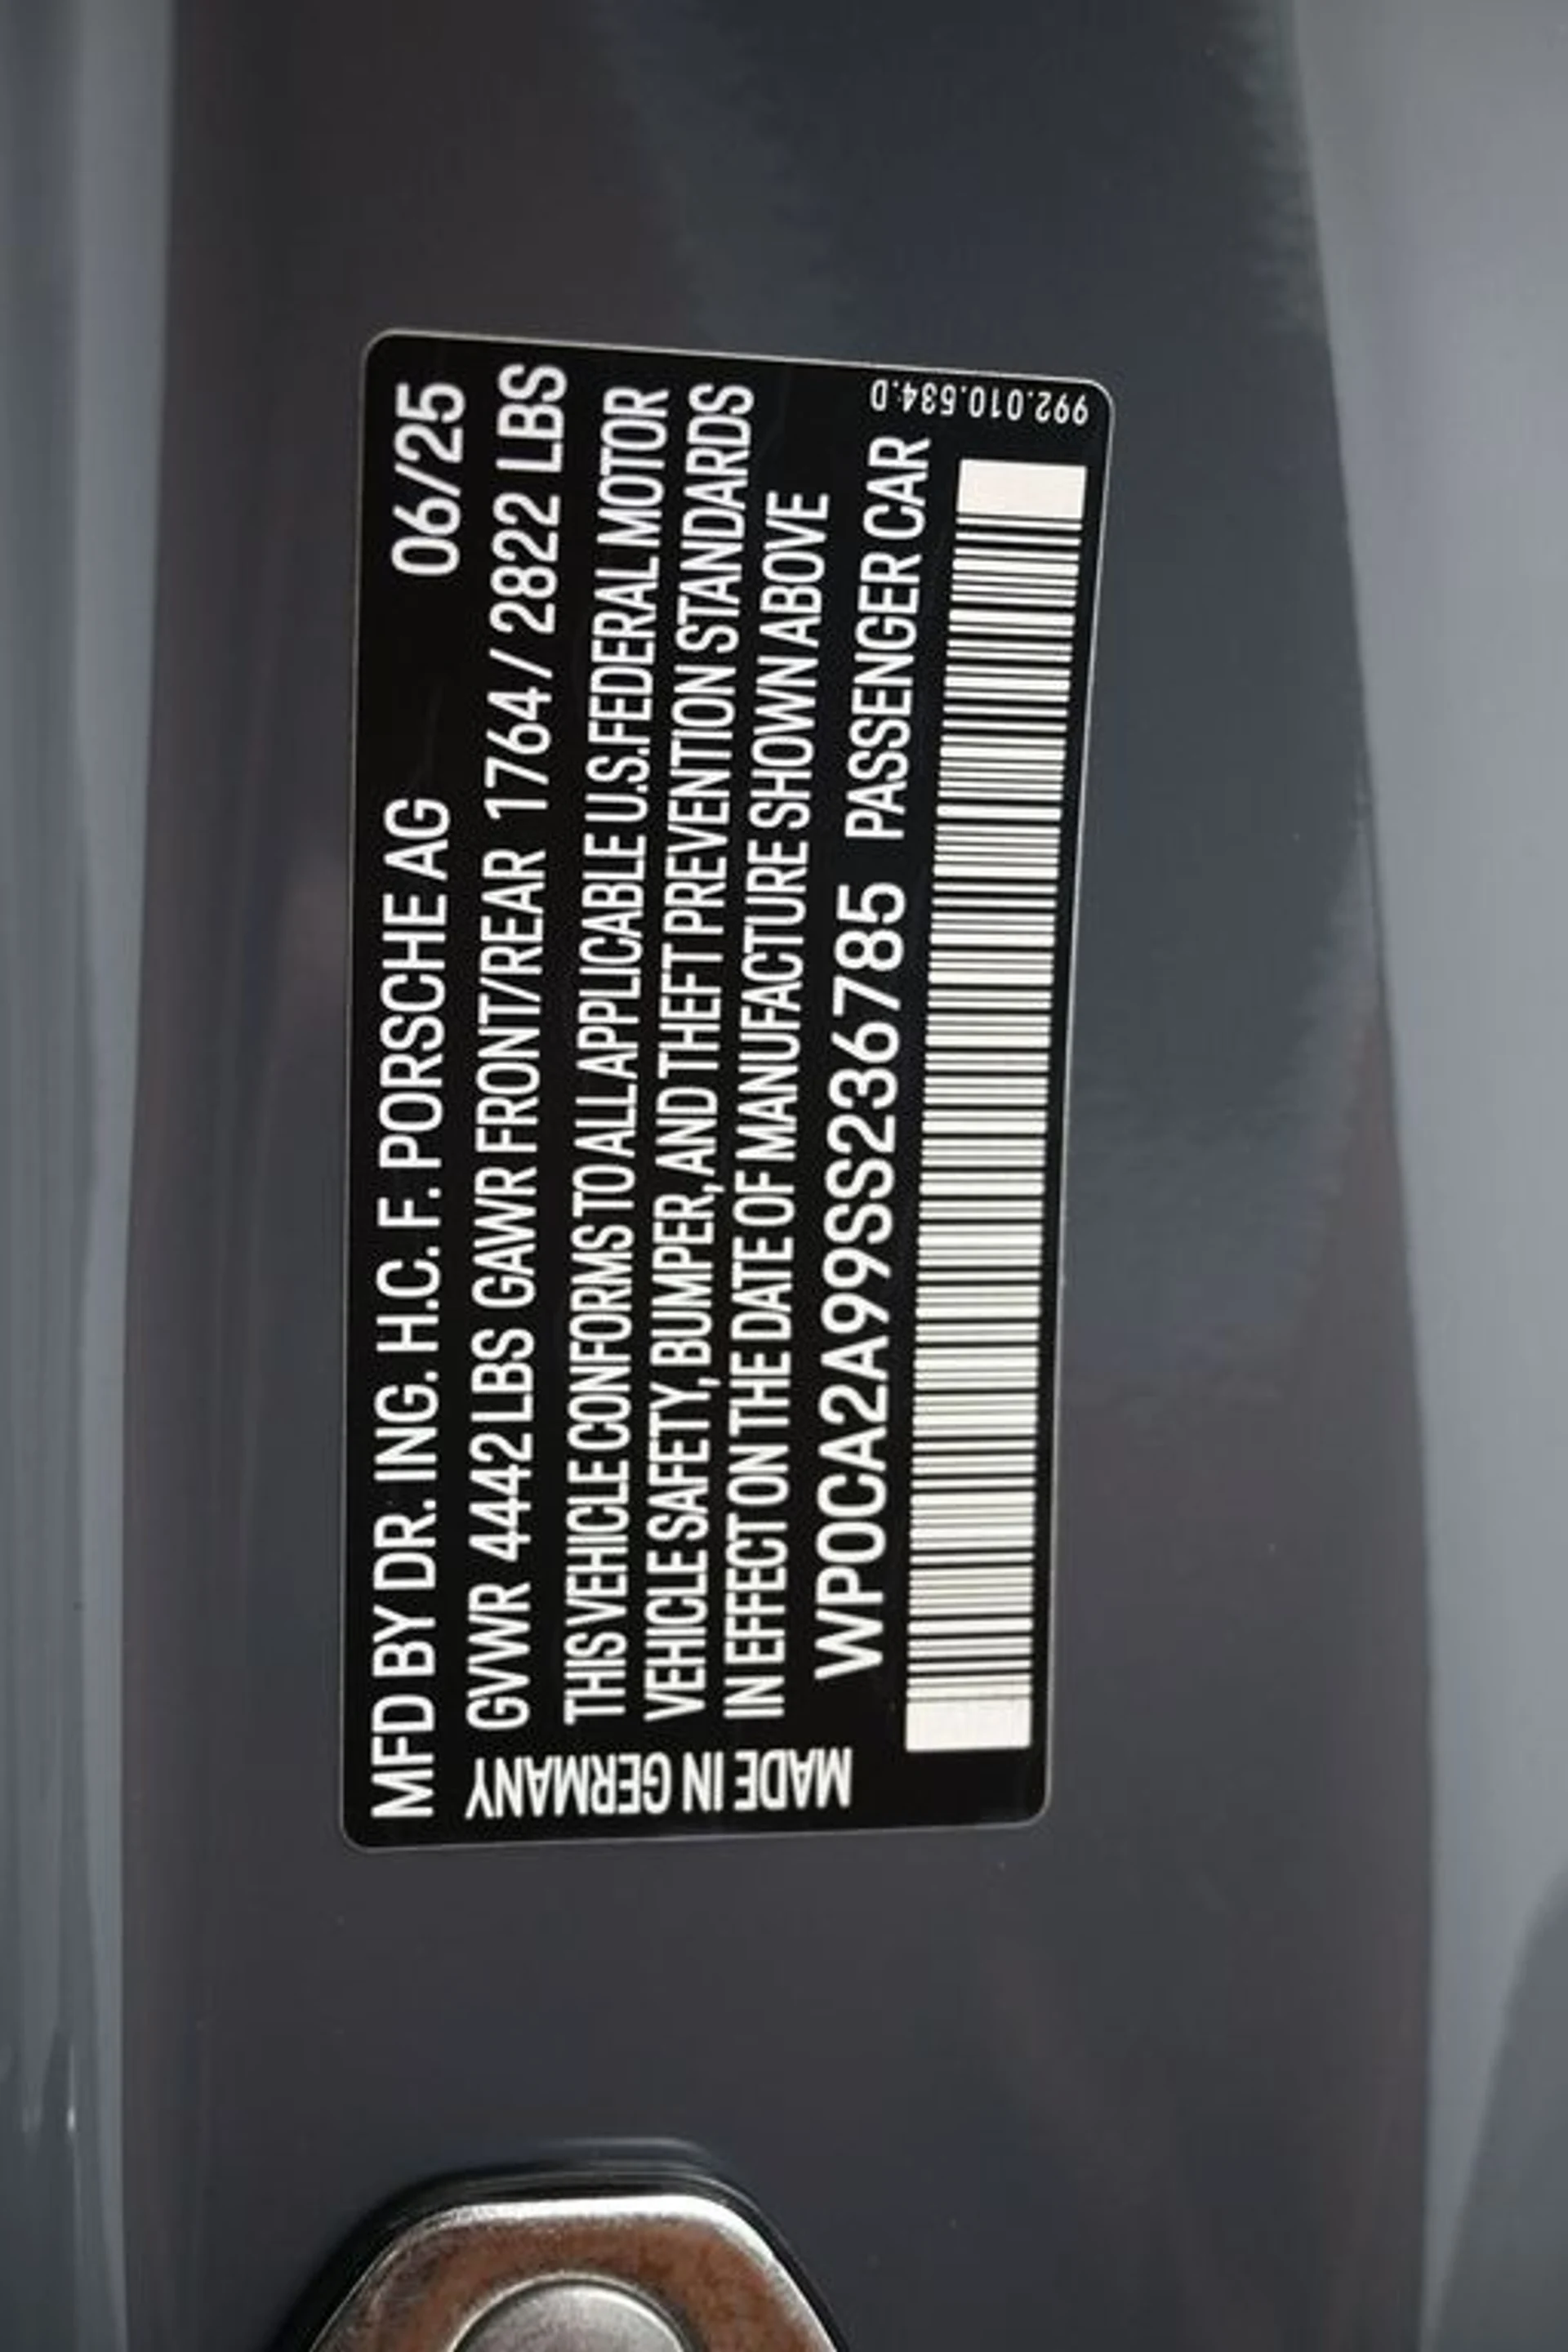 MFD BY DR. ING. H.C. F. PORSCHE AG 06/25
GVWR 4442 LBS GAWR FRONT/REAR 1764 / 2822 LBS
THIS VEHICLE CONFORMS TO ALL APPLICABLE U.S. FEDERAL MOTOR
VEHICLE SAFETY, BUMPER, AND THEFT PREVENTION STANDARDS
IN EFFECT ON THE DATE OF MANUFACTURE SHOWN ABOVE
WP0CA2A99SS236785 PASSENGER CAR
MADE IN GERMANY
992.010.534.D